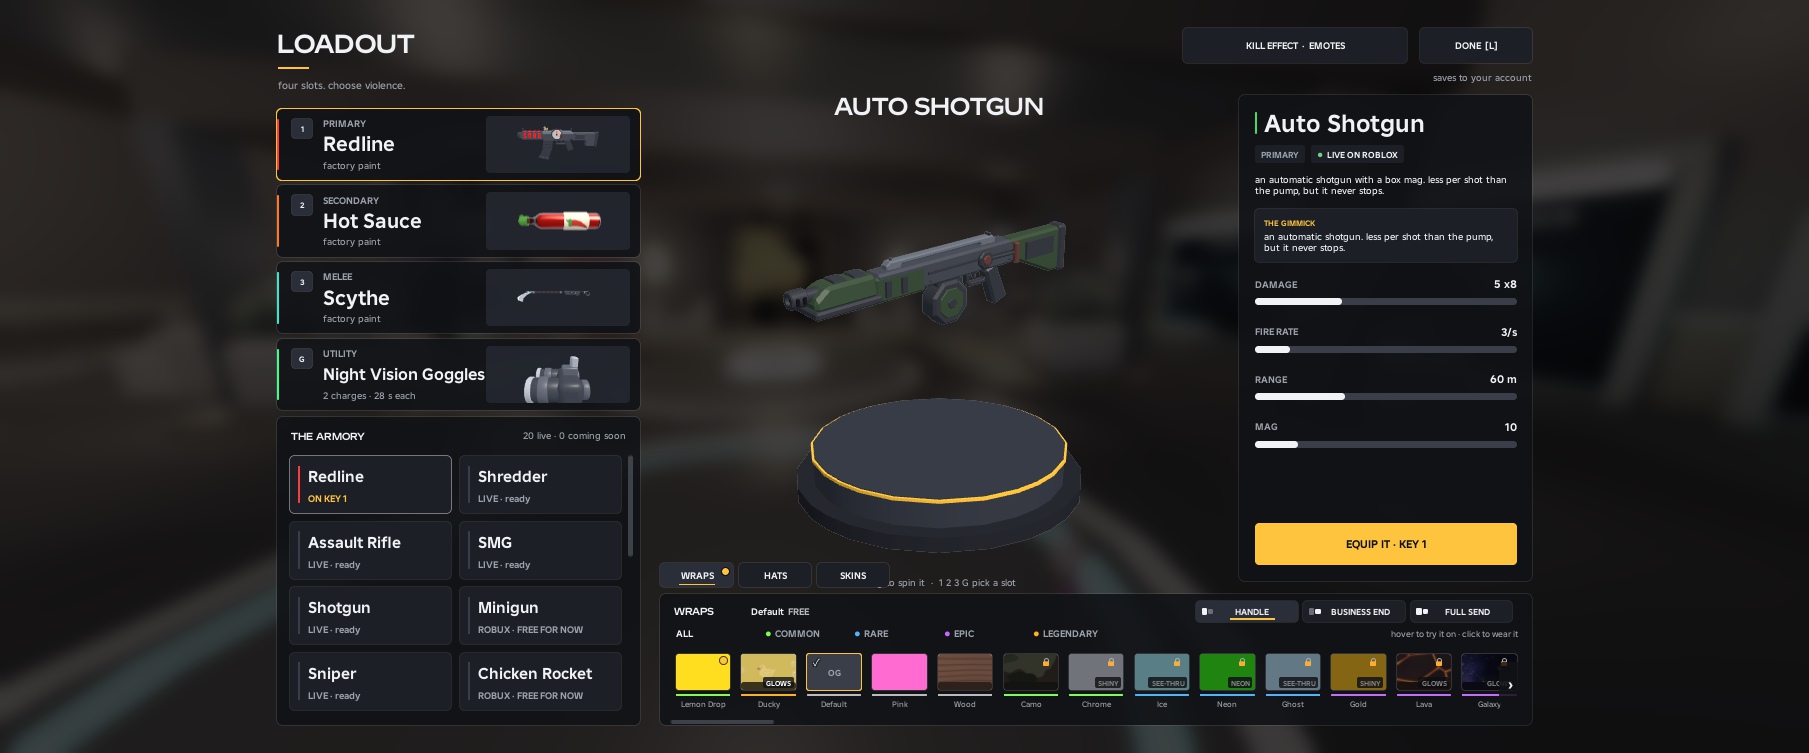 LOADOUT
four slots. choose violence.
KILL EFFECT · EMOTES
DONE [L]
saves to your account
1
PRIMARY
Redline
factory paint
2
SECONDARY
Hot Sauce
factory paint
3
MELEE
Scythe
factory paint
G
UTILITY
Night Vision Goggles
2 charges · 28 s each
THE ARMORY
20 live · 0 coming soon
Redline
ON KEY 1
Shredder
LIVE · ready
Assault Rifle
LIVE · ready
SMG
LIVE · ready
Shotgun
LIVE · ready
Minigun
ROBUX · FREE FOR NOW
Sniper
LIVE · ready
Chicken Rocket
ROBUX · FREE FOR NOW
AUTO SHOTGUN
Auto Shotgun
PRIMARY
LIVE ON ROBLOX
an automatic shotgun with a box mag. less per shot than
the pump, but it never stops.
THE GIMMICK
an automatic shotgun. less per shot than the pump,
but it never stops.
DAMAGE 5 x8
FIRE RATE 3/s
RANGE 60 m
MAG 10
EQUIP IT · KEY 1
WRAPS
HATS
SKINS
to spin it · 1 2 3 G pick a slot
WRAPS
Default FREE
HANDLE
BUSINESS END
FULL SEND
ALL
COMMON
RARE
EPIC
LEGENDARY
hover to try it on · click to wear it
GLOWS
OG
SHINY
SEE-THRU
NEON
SEE-THRU
SHINY
GLOWS
GLO
Lemon Drop
Ducky
Default
Pink
Wood
Camo
Chrome
Ice
Neon
Ghost
Gold
Lava
Galaxy